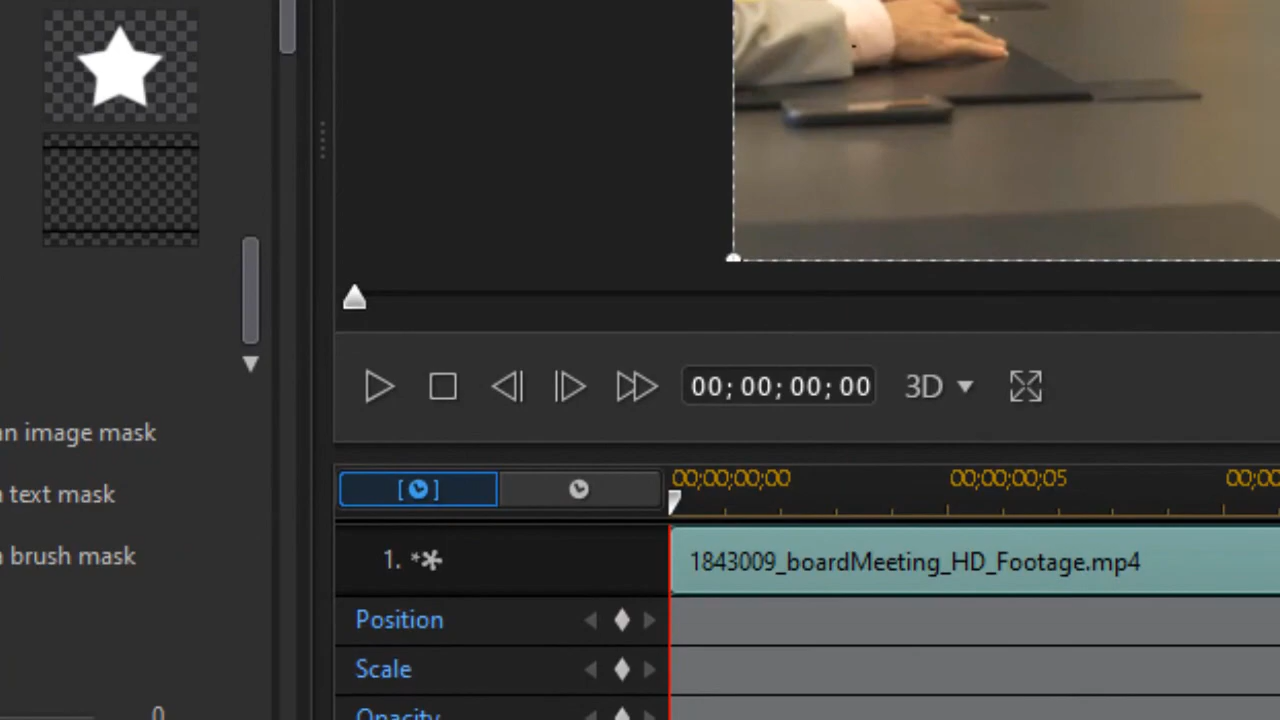 an image mask
a text mask
a brush mask
0
00;00;00;00
3D
00;00;00;00
00;00;00;05
00;00
1.
1843009_boardMeeting_HD_Footage.mp4
Position
Scale
Opacity